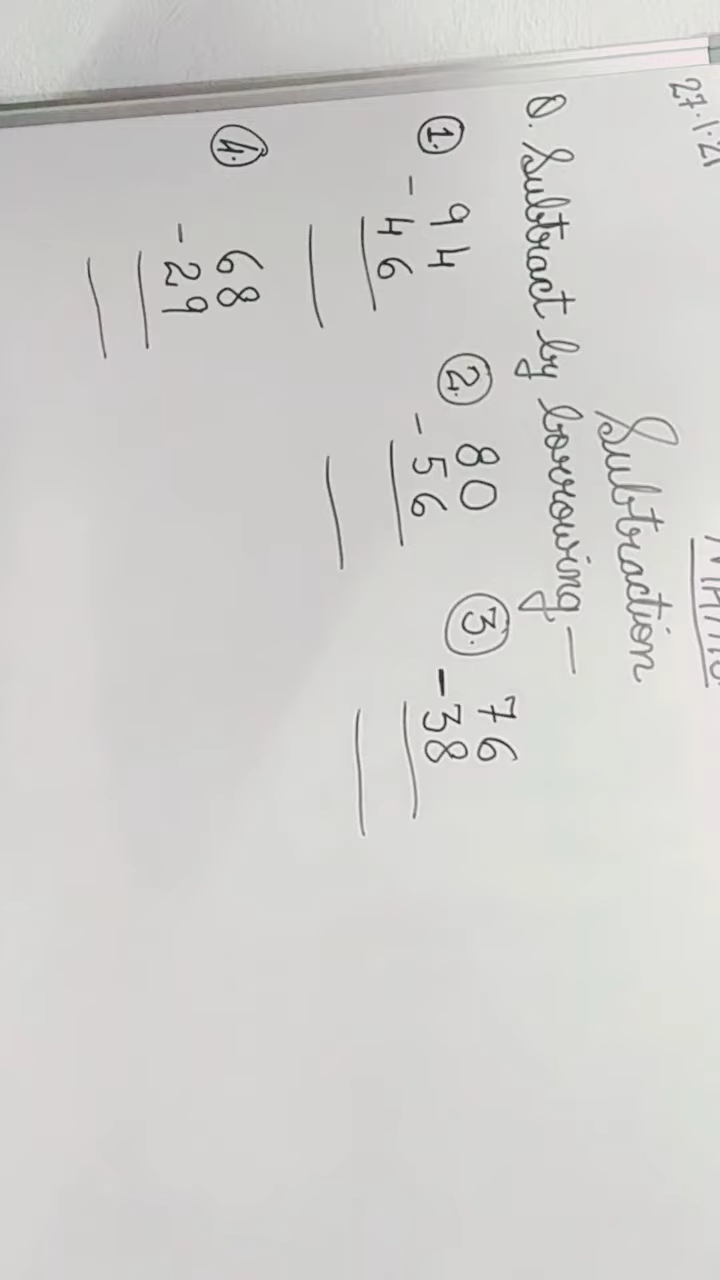 27.1.21
Subtraction
Q. Subtract by borrowing —
1. 94 2. 80 3. 76
- 46 - 56 - 38
4. 68
- 29